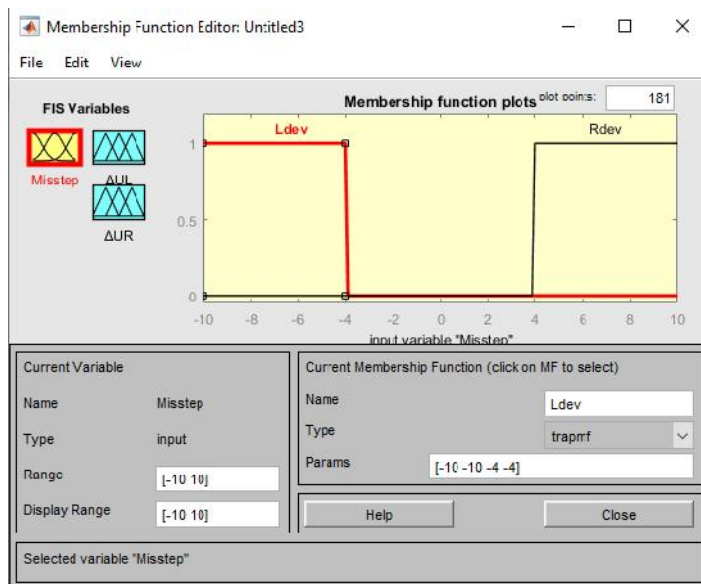 Membership Function Editor: Untitled3
File Edit View
FIS Variables
Misstep
ΔUL
ΔUR
Membership function plots
plot points:
181
Ldev
Rdev
1
0.5
0
-10 -8 -6 -4 -2 0 2 4 6 8 10
input variable "Misstep"
Current Variable
Name Misstep
Type input
Range [-10 10]
Display Range [-10 10]
Current Membership Function (click on MF to select)
Name Ldev
Type trapmf
Params [-10 -10 -4 -4]
Help Close
Selected variable "Misstep"